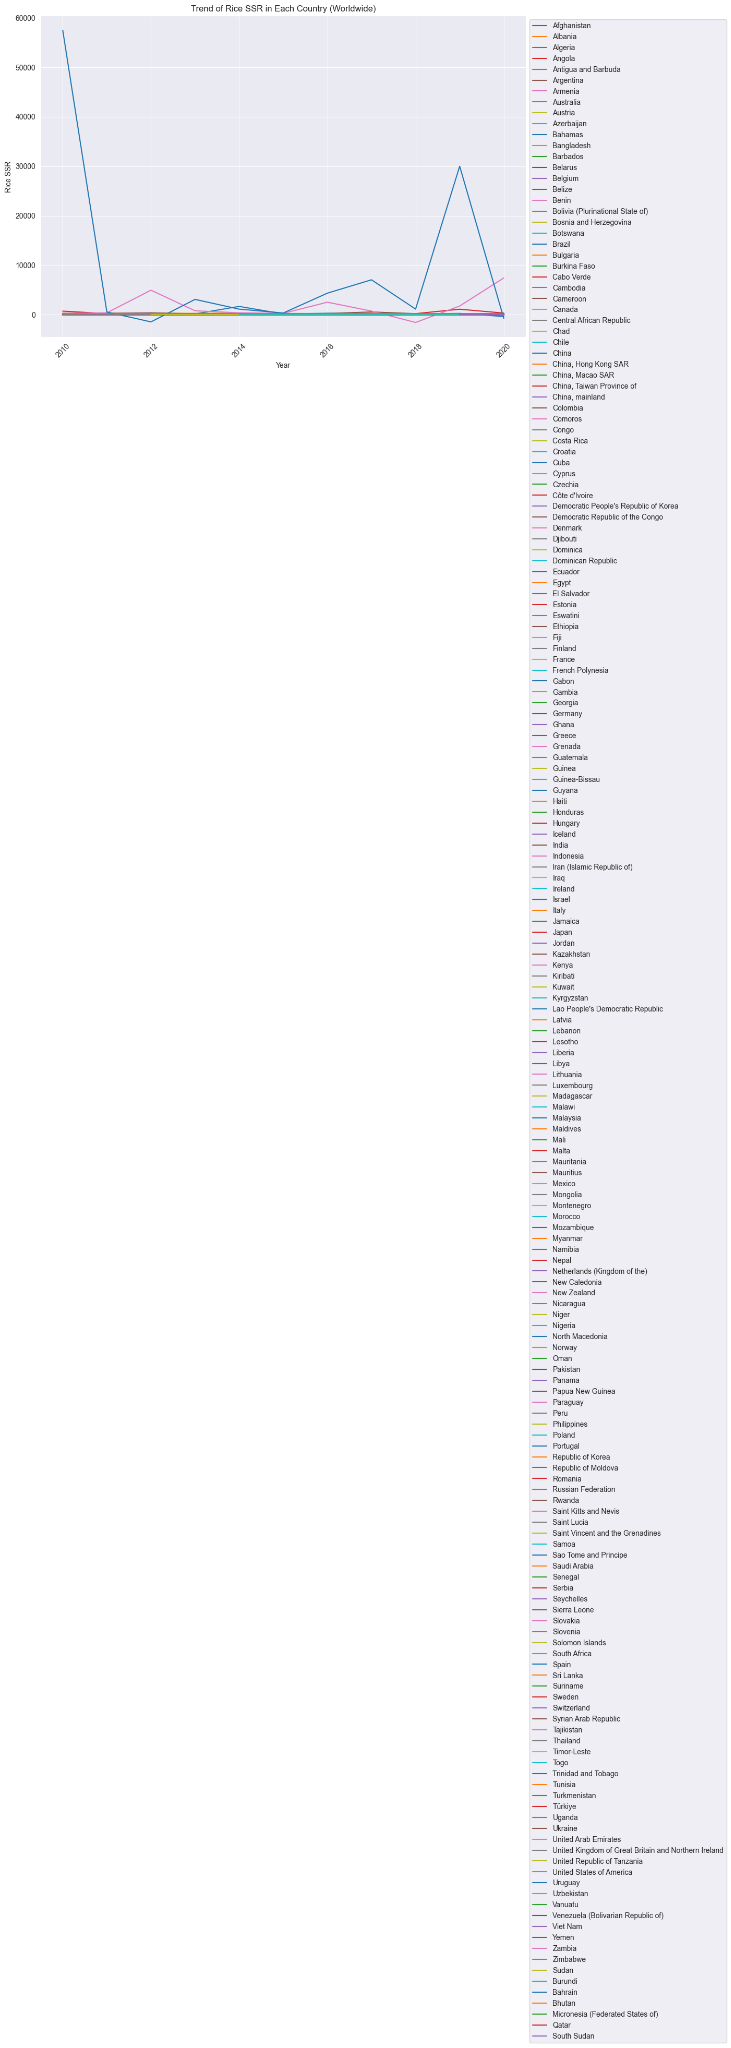 Trend of Rice SSR in Each Country (Worldwide)
60000
50000
40000
30000
20000
10000
0
Rice SSR
2010
2012
2014
2016
2018
2020
Year
Afghanistan
Albania
Algeria
Angola
Antigua and Barbuda
Argentina
Armenia
Australia
Austria
Azerbaijan
Bahamas
Bangladesh
Barbados
Belarus
Belgium
Belize
Benin
Bolivia (Plurinational State of)
Bosnia and Herzegovina
Botswana
Brazil
Bulgaria
Burkina Faso
Cabo Verde
Cambodia
Cameroon
Canada
Central African Republic
Chad
Chile
China
China, Hong Kong SAR
China, Macao SAR
China, Taiwan Province of
China, mainland
Colombia
Comoros
Congo
Costa Rica
Croatia
Cuba
Cyprus
Czechia
Côte d'Ivoire
Democratic People's Republic of Korea
Democratic Republic of the Congo
Denmark
Djibouti
Dominica
Dominican Republic
Ecuador
Egypt
El Salvador
Estonia
Eswatini
Ethiopia
Fiji
Finland
France
French Polynesia
Gabon
Gambia
Georgia
Germany
Ghana
Greece
Grenada
Guatemala
Guinea
Guinea-Bissau
Guyana
Haiti
Honduras
Hungary
Iceland
India
Indonesia
Iran (Islamic Republic of)
Iraq
Ireland
Israel
Italy
Jamaica
Japan
Jordan
Kazakhstan
Kenya
Kiribati
Kuwait
Kyrgyzstan
Lao People's Democratic Republic
Latvia
Lebanon
Lesotho
Liberia
Libya
Lithuania
Luxembourg
Madagascar
Malawi
Malaysia
Maldives
Mali
Malta
Mauritania
Mauritius
Mexico
Mongolia
Montenegro
Morocco
Mozambique
Myanmar
Namibia
Nepal
Netherlands (Kingdom of the)
New Caledonia
New Zealand
Nicaragua
Niger
Nigeria
North Macedonia
Norway
Oman
Pakistan
Panama
Papua New Guinea
Paraguay
Peru
Philippines
Poland
Portugal
Republic of Korea
Republic of Moldova
Romania
Russian Federation
Rwanda
Saint Kitts and Nevis
Saint Lucia
Saint Vincent and the Grenadines
Samoa
Sao Tome and Principe
Saudi Arabia
Senegal
Serbia
Seychelles
Sierra Leone
Slovakia
Slovenia
Solomon Islands
South Africa
Spain
Sri Lanka
Suriname
Sweden
Switzerland
Syrian Arab Republic
Tajikistan
Thailand
Timor-Leste
Togo
Trinidad and Tobago
Tunisia
Turkmenistan
Türkiye
Uganda
Ukraine
United Arab Emirates
United Kingdom of Great Britain and Northern Ireland
United Republic of Tanzania
United States of America
Uruguay
Uzbekistan
Vanuatu
Venezuela (Bolivarian Republic of)
Viet Nam
Yemen
Zambia
Zimbabwe
Sudan
Burundi
Bahrain
Bhutan
Micronesia (Federated States of)
Qatar
South Sudan